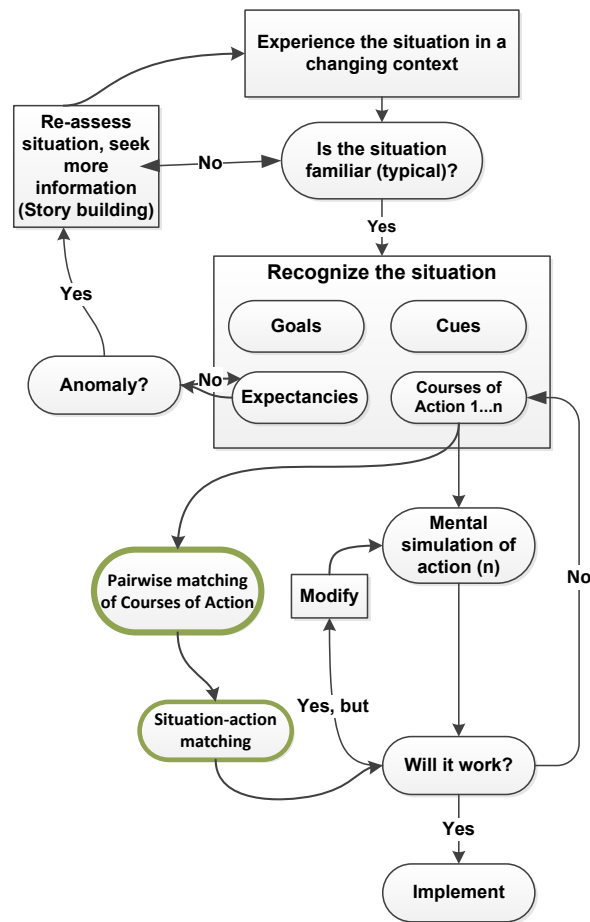 Experience the situation in a
changing context
Re-assess
situation, seek
more
information
(Story building)
No
Is the situation
familiar (typical)?
Yes
Recognize the situation
Goals
Cues
Yes
Anomaly?
No
Expectancies
Courses of
Action 1...n
Pairwise matching
of Courses of Action
Mental
simulation of
action (n)
Modify
No
Yes, but
Situation-action
matching
Will it work?
Yes
Implement